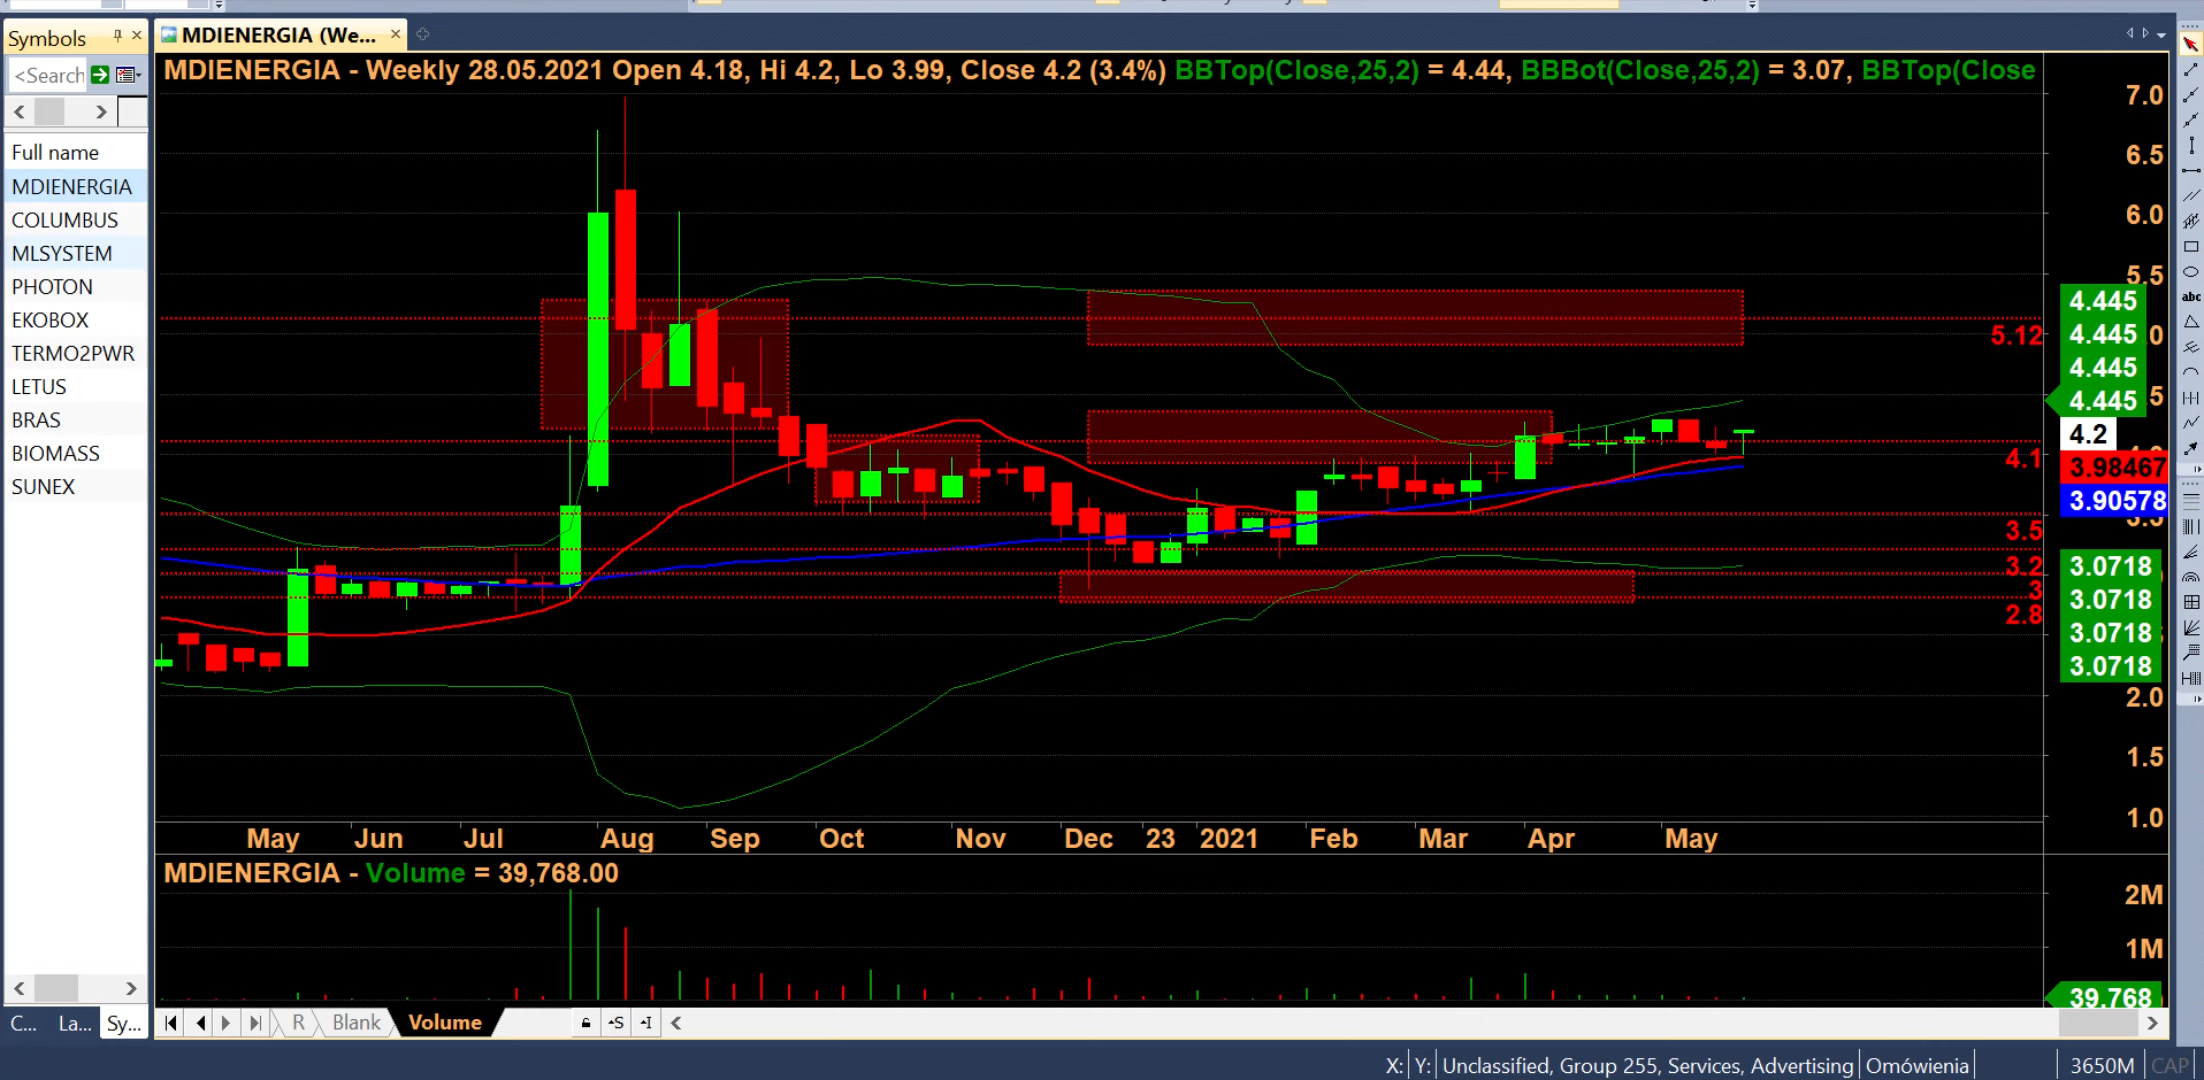 Symbols
MDIENERGIA (We...
<Search
Full name
MDIENERGIA
COLUMBUS
MLSYSTEM
PHOTON
EKOBOX
TERMO2PWR
LETUS
BRAS
BIOMASS
SUNEX
C...
La...
Sy...
MDIENERGIA - Weekly 28.05.2021 Open 4.18, Hi 4.2, Lo 3.99, Close 4.2 (3.4%) BBTop(Close,25,2) = 4.44, BBBot(Close,25,2) = 3.07, BBTop(Close
7.0
6.5
6.0
5.5
4.445
5.12
4.445
4.445
4.445
4.2
4.1
3.98467
3.90578
3.5
3.2
3.0718
3
3.0718
2.8
3.0718
3.0718
2.0
1.5
1.0
May Jun Jul Aug Sep Oct Nov Dec 23 2021 Feb Mar Apr May
MDIENERGIA - Volume = 39,768.00
2M
1M
39,768
R Blank Volume
S
I
abc
X: Y: Unclassified, Group 255, Services, Advertising Omówienia
3650M
CAP